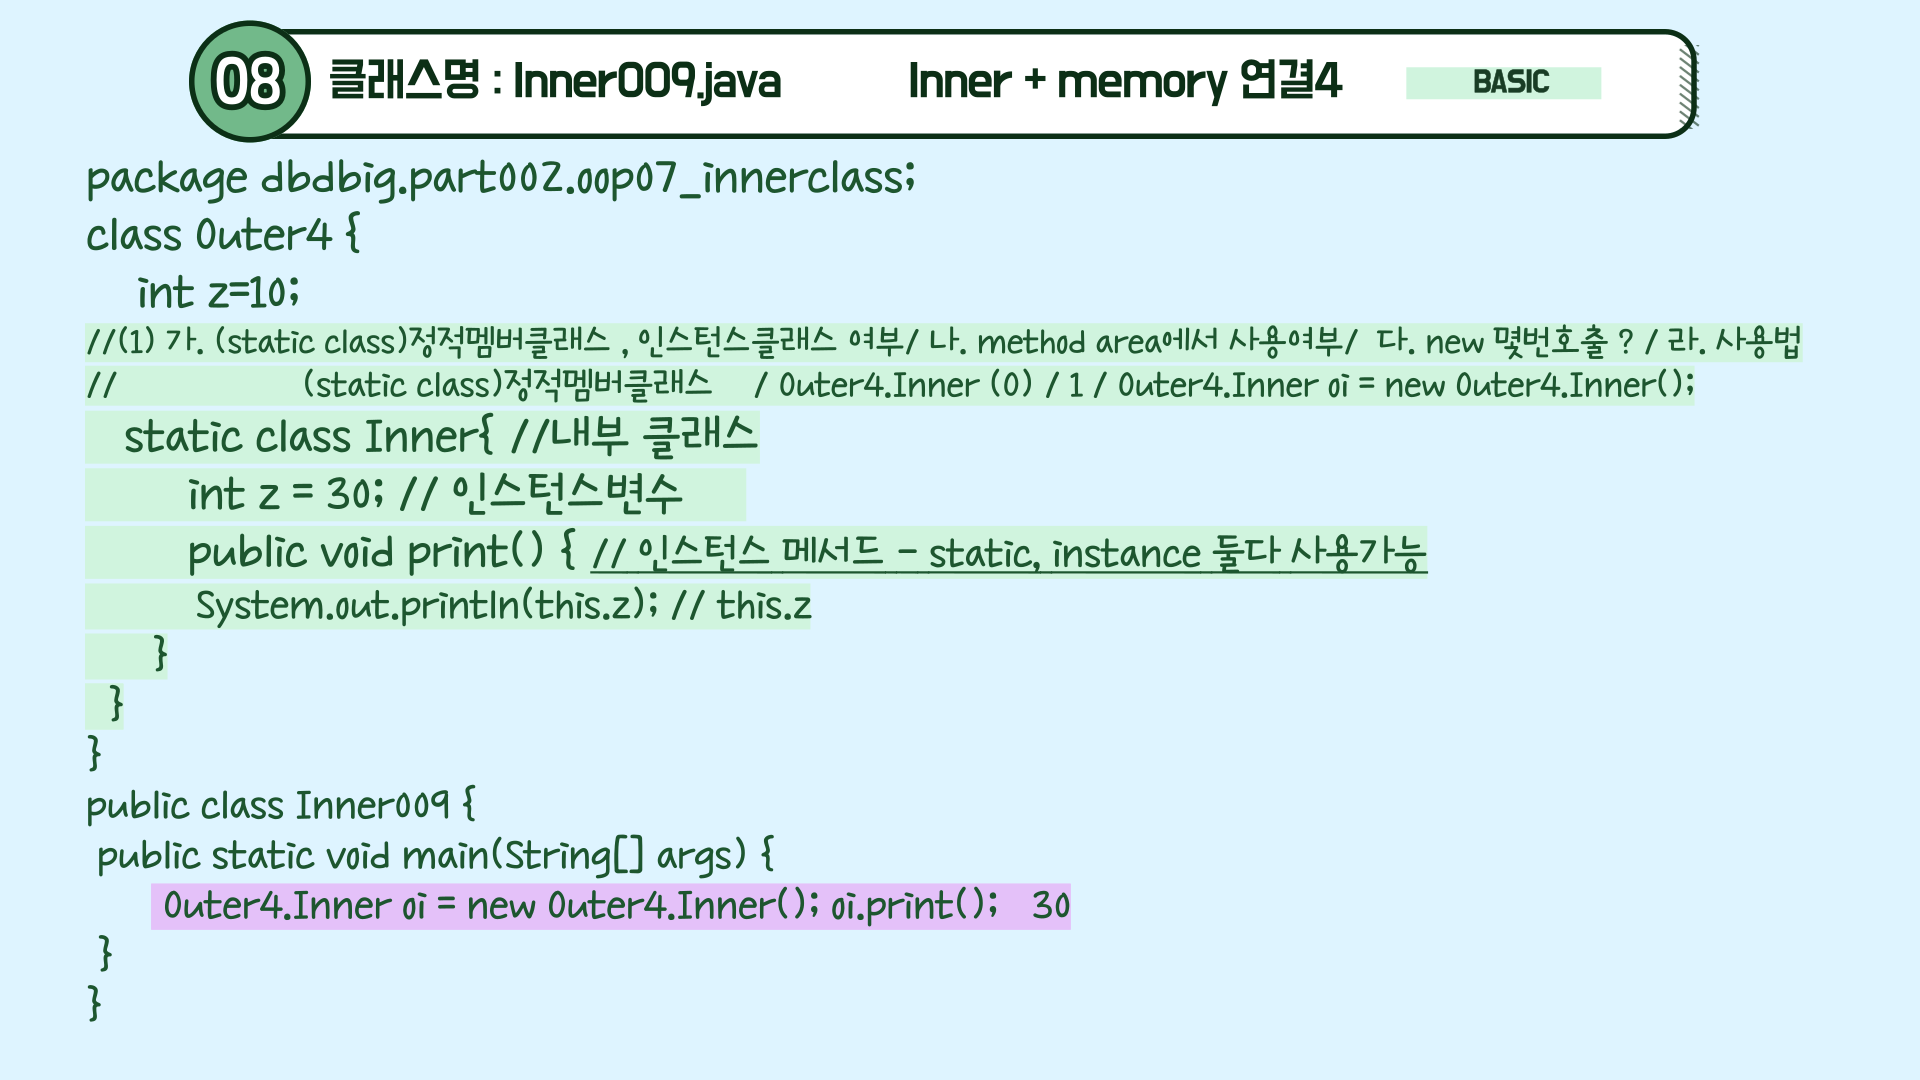 08 클래스명 : Inner009.java Inner + memory 연결4 BASIC
package dbdbig.part002.oop07_innerclass;
class Outer4 {
int z=10;
//(1) 가. (static class)정적멤버클래스 , 인스턴스클래스 여부/ 나. method area에서 사용여부/ 다. new 몇번호출 ? / 라. 사용법
// (static class)정적멤버클래스 / Outer4.Inner (O) / 1 / Outer4.Inner oi = new Outer4.Inner();
static class Inner{ //내부 클래스
int z = 30; // 인스턴스변수
public void print() { // 인스턴스 메서드 - static, instance 둘다 사용가능
System.out.println(this.z); // this.z
}
}
}
public class Inner009 {
public static void main(String[] args) {
Outer4.Inner oi = new Outer4.Inner(); oi.print(); 30
}
}